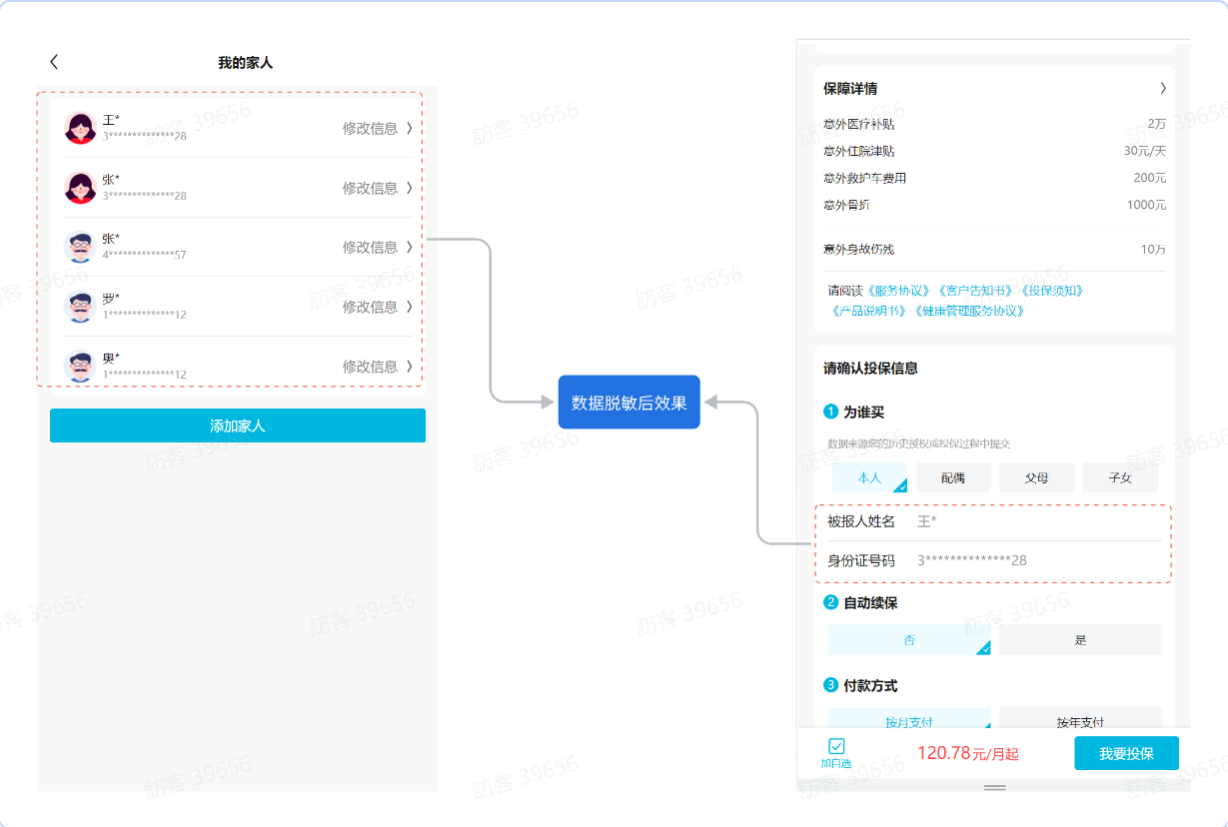 我的家人
王*
3**************28
修改信息
张*
3**************28
修改信息
张*
4**************57
修改信息
罗*
1**************12
修改信息
奥*
1**************12
修改信息
添加家人
数据脱敏后效果
保障详情
意外医疗补贴 2万
意外住院津贴 30元/天
意外救护车费用 200元
意外骨折 1000元
意外身故伤残 10万
请阅读《服务协议》《客户告知书》《投保须知》
《产品说明书》《健康管理服务协议》
请确认投保信息
1 为谁买
数据来源您的历史授权或投保过程中提交
本人 配偶 父母 子女
被报人姓名 王*
身份证号码 3**************28
2 自动续保
否 是
3 付款方式
按月支付 按年支付
加自选
120.78元/月起
我要投保
訪客 39656